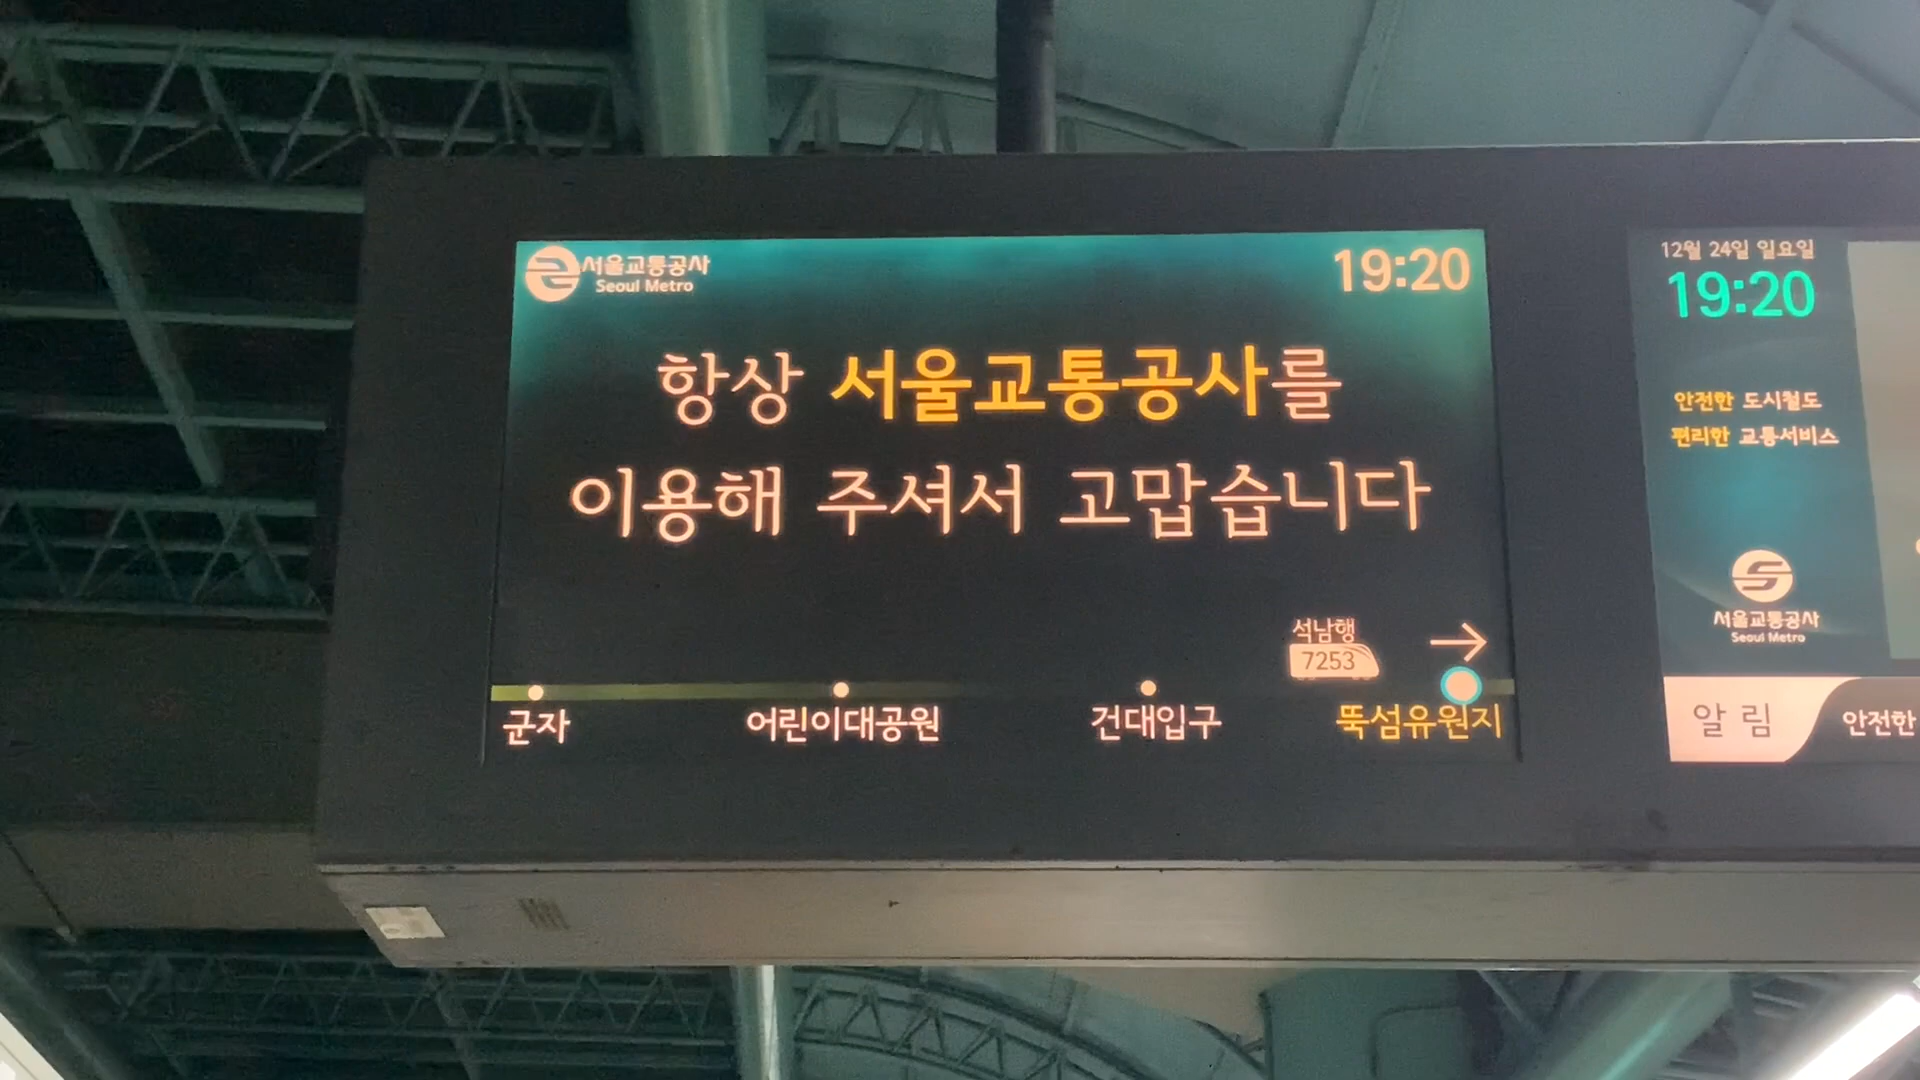 서울교통공사
Seoul Metro
19:20
항상 서울교통공사를
이용해 주셔서 고맙습니다
석남행
7253
군자
어린이대공원
건대입구
뚝섬유원지
12월 24일 일요일
19:20
안전한 도시철도
편리한 교통서비스
서울교통공사
Seoul Metro
알림
안전한